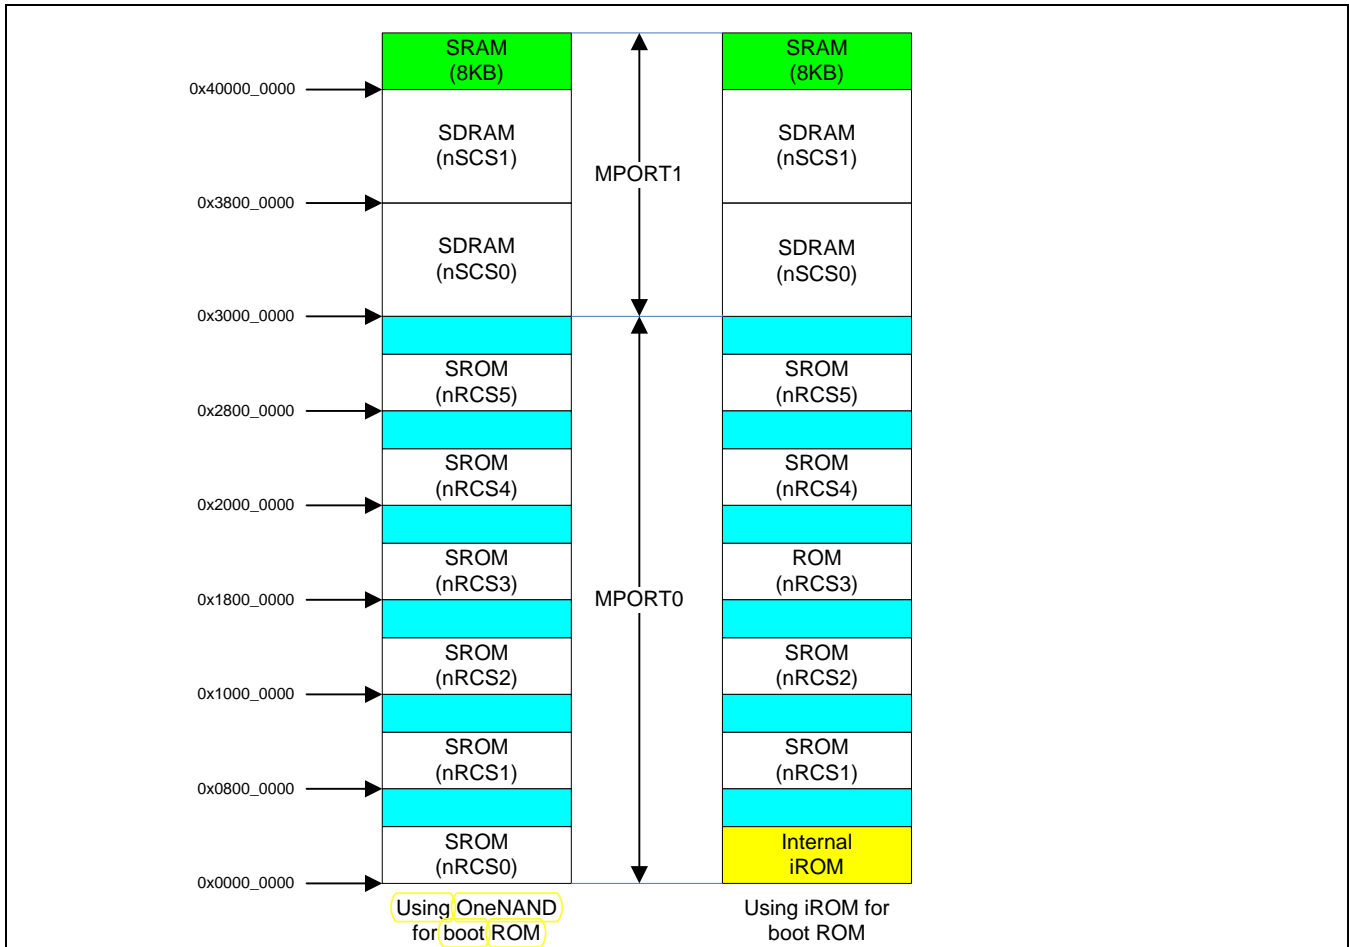 SRAM
(8KB)
SRAM
(8KB)
0x40000_0000
SDRAM
(nSCS1)
SDRAM
(nSCS1)
MPORT1
0x3800_0000
SDRAM
(nSCS0)
SDRAM
(nSCS0)
0x3000_0000
SROM
(nRCS5)
SROM
(nRCS5)
0x2800_0000
SROM
(nRCS4)
SROM
(nRCS4)
0x2000_0000
SROM
(nRCS3)
ROM
(nRCS3)
MPORT0
0x1800_0000
SROM
(nRCS2)
SROM
(nRCS2)
0x1000_0000
SROM
(nRCS1)
SROM
(nRCS1)
0x0800_0000
SROM
(nRCS0)
Internal
iROM
0x0000_0000
Using OneNAND
for boot ROM
Using iROM for
boot ROM